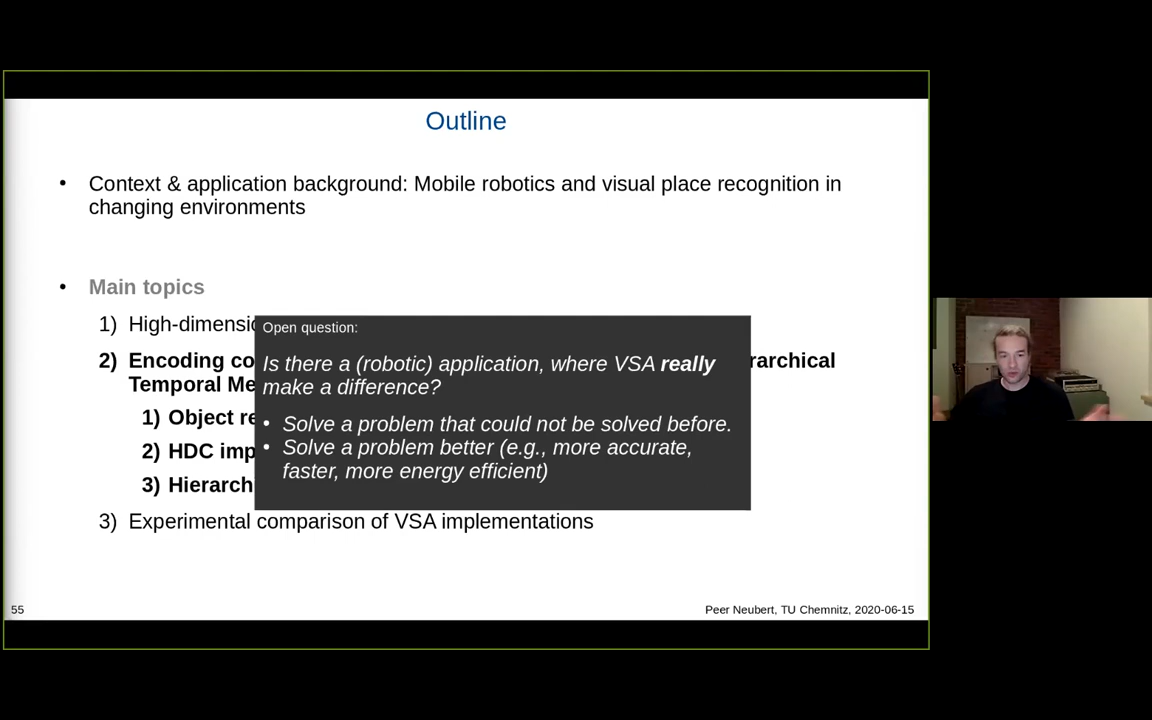 Outline
• Context & application background: Mobile robotics and visual place recognition in
changing environments
• Main topics
1) High-dimensio
2) Encoding co
rarchical
Temporal Me
1) Object re
2) HDC imp
3) Hierarch
Open question:
Is there a (robotic) application, where VSA really
make a difference?
• Solve a problem that could not be solved before.
• Solve a problem better (e.g., more accurate,
faster, more energy efficient)
3) Experimental comparison of VSA implementations
55
Peer Neubert, TU Chemnitz, 2020-06-15